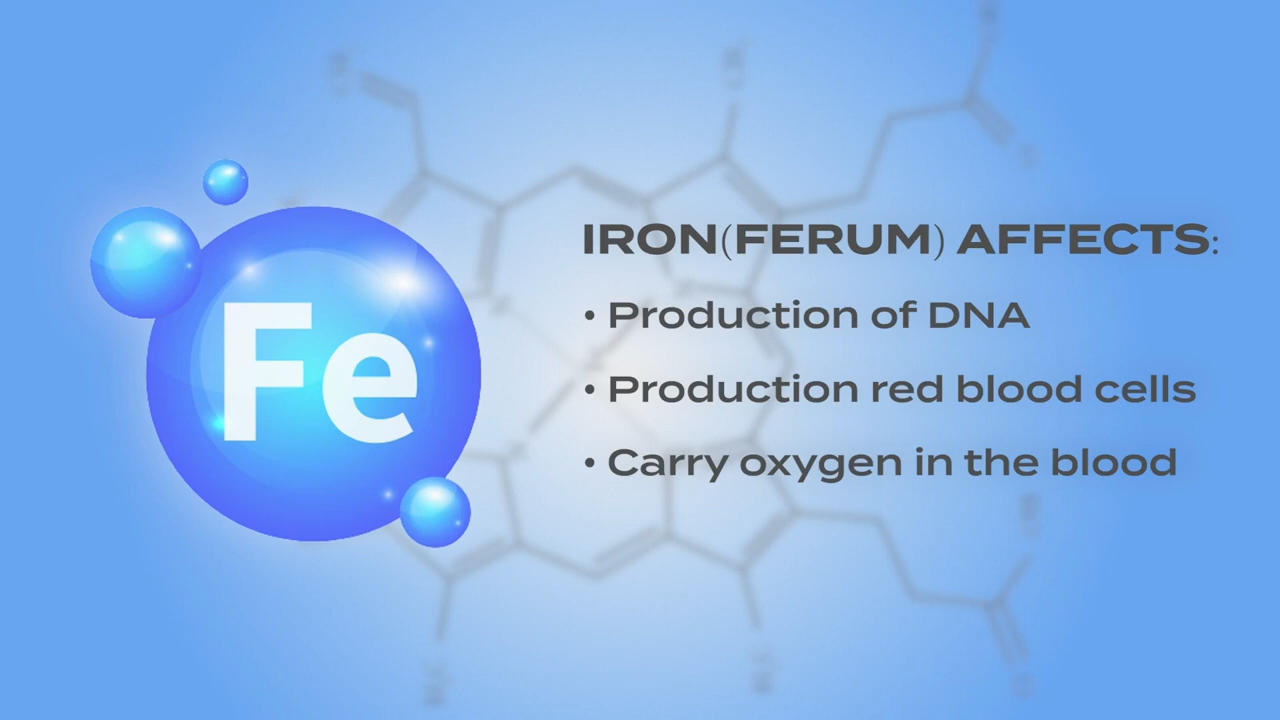 Fe
IRON(FERUM) AFFECTS:
• Production of DNA
• Production red blood cells
• Carry oxygen in the blood